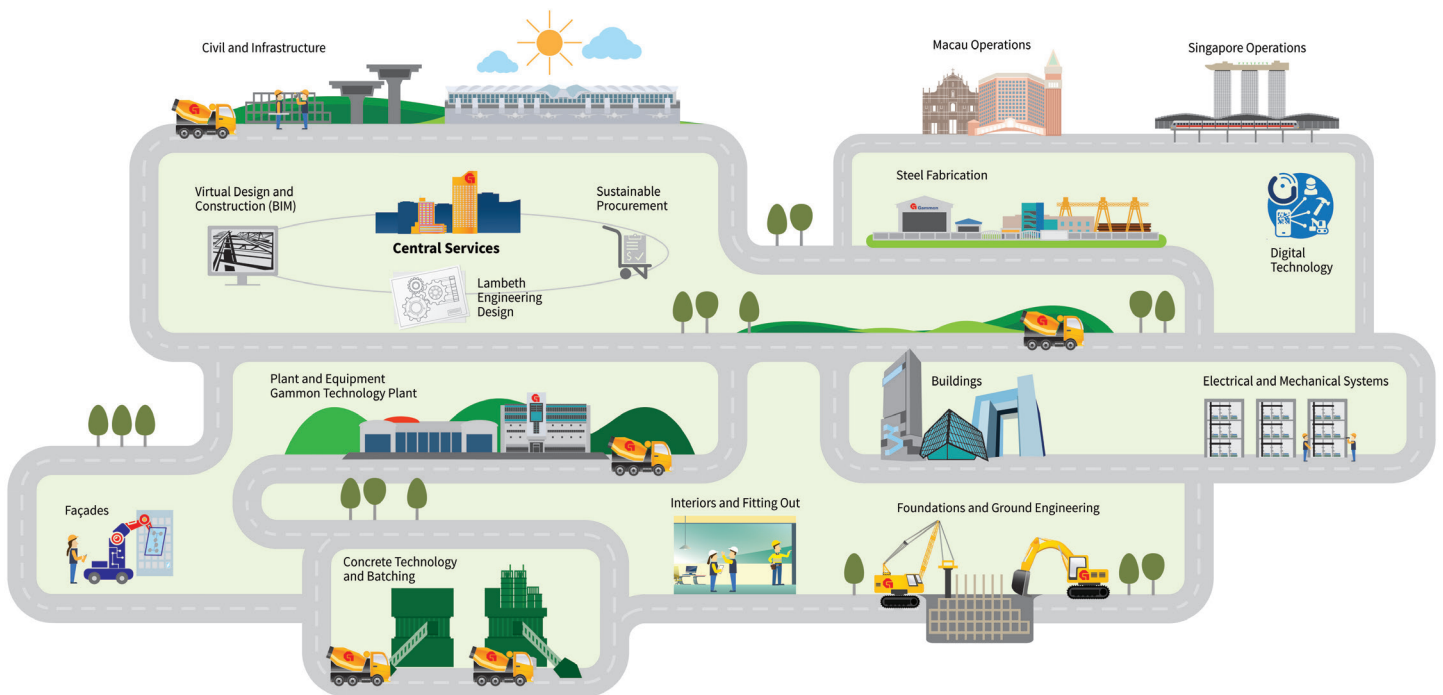 Civil and Infrastructure
Macau Operations
Singapore Operations
Virtual Design and
Construction (BIM)
Central Services
Sustainable
Procurement
Lambeth
Engineering
Design
Steel Fabrication
Gammon
Digital
Technology
Plant and Equipment
Gammon Technology Plant
Buildings
Electrical and Mechanical Systems
Façades
Concrete Technology
and Batching
Interiors and Fitting Out
Foundations and Ground Engineering